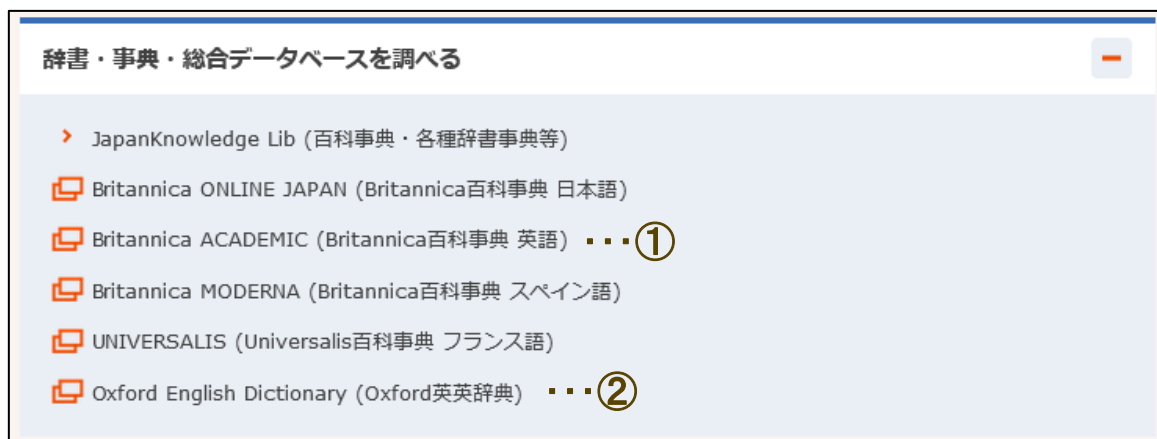 辞書・事典・総合データベースを調べる
JapanKnowledge Lib (百科事典・各種辞書事典等)
Britannica ONLINE JAPAN (Britannica百科事典 日本語)
Britannica ACADEMIC (Britannica百科事典 英語) ・・・①
Britannica MODERNA (Britannica百科事典 スペイン語)
UNIVERSALIS (Universalis百科事典 フランス語)
Oxford English Dictionary (Oxford英英辞典) ・・・②